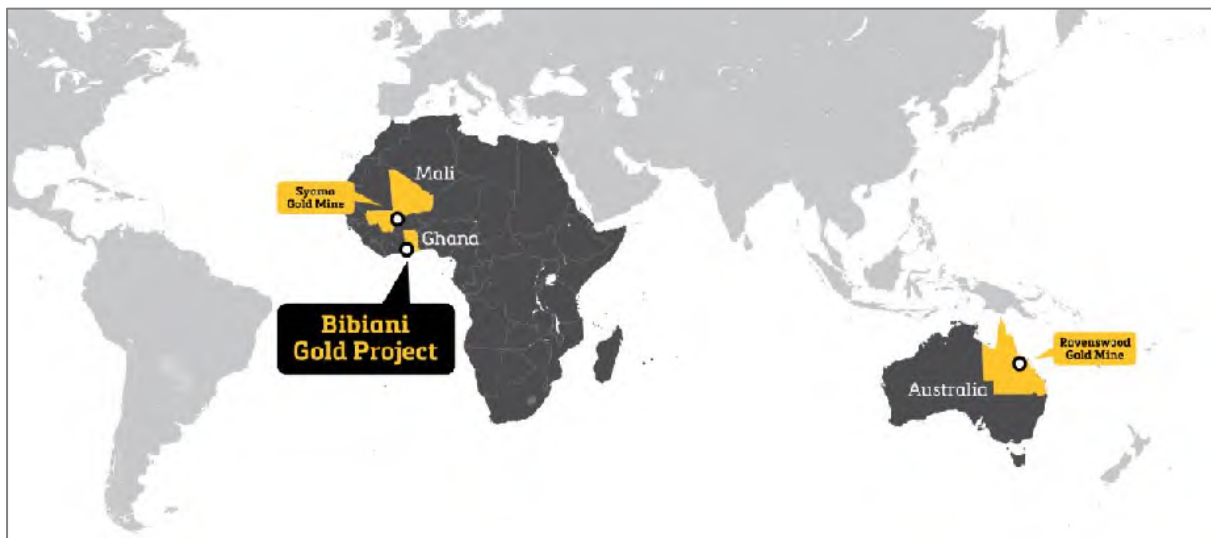 Mali
Syama
Gold Mine
Ghana
Bibiani
Gold Project
Ravenswood
Gold Mine
Australia